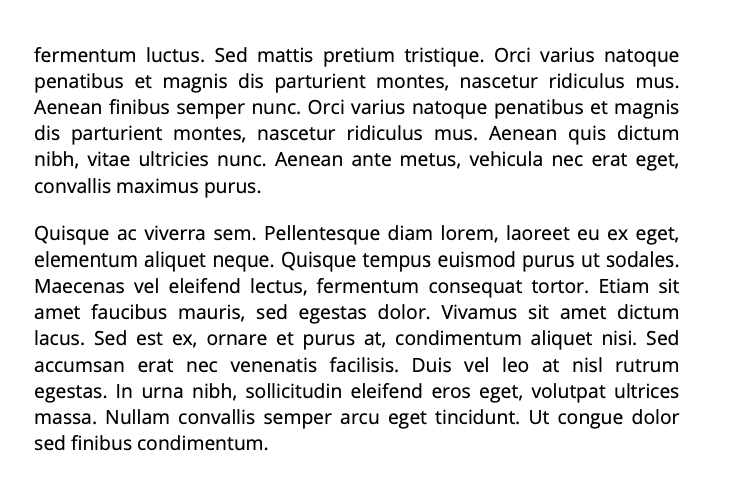 fermentum luctus. Sed mattis pretium tristique. Orci varius natoque
penatibus et magnis dis parturient montes, nascetur ridiculus mus.
Aenean finibus semper nunc. Orci varius natoque penatibus et magnis
dis parturient montes, nascetur ridiculus mus. Aenean quis dictum
nibh, vitae ultricies nunc. Aenean ante metus, vehicula nec erat eget,
convallis maximus purus.
Quisque ac viverra sem. Pellentesque diam lorem, laoreet eu ex eget,
elementum aliquet neque. Quisque tempus euismod purus ut sodales.
Maecenas vel eleifend lectus, fermentum consequat tortor. Etiam sit
amet faucibus mauris, sed egestas dolor. Vivamus sit amet dictum
lacus. Sed est ex, ornare et purus at, condimentum aliquet nisi. Sed
accumsan erat nec venenatis facilisis. Duis vel leo at nisl rutrum
egestas. In urna nibh, sollicitudin eleifend eros eget, volutpat ultrices
massa. Nullam convallis semper arcu eget tincidunt. Ut congue dolor
sed finibus condimentum.